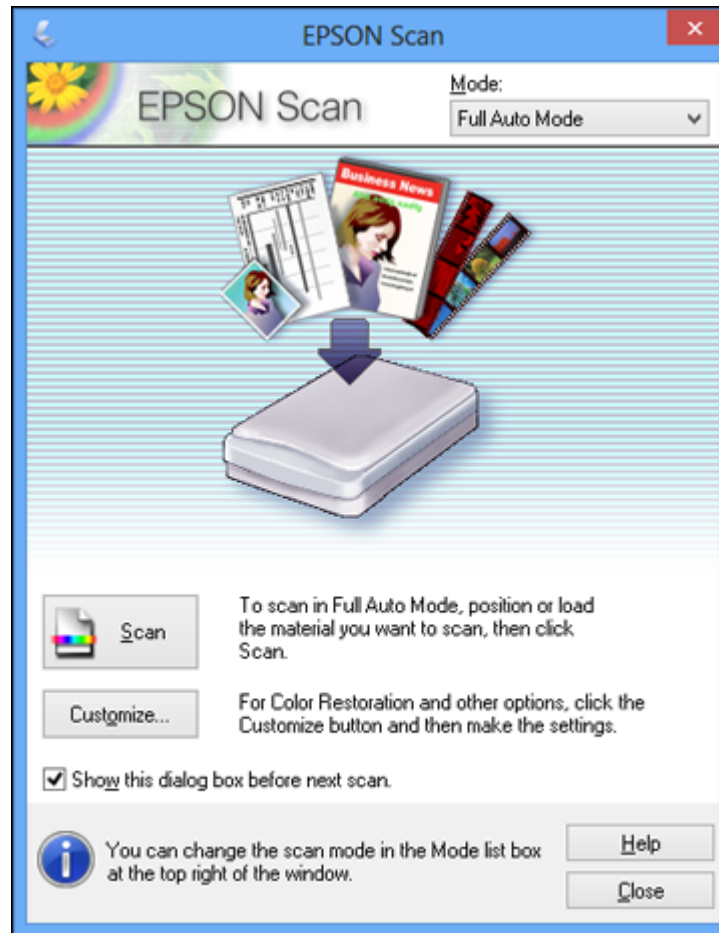 EPSON Scan
EPSON Scan
Mode:
Full Auto Mode
Business News
Scan
To scan in Full Auto Mode, position or load
the material you want to scan, then click
Scan.
Customize...
For Color Restoration and other options, click the
Customize button and then make the settings.
Show this dialog box before next scan.
You can change the scan mode in the Mode list box
at the top right of the window.
Help
Close